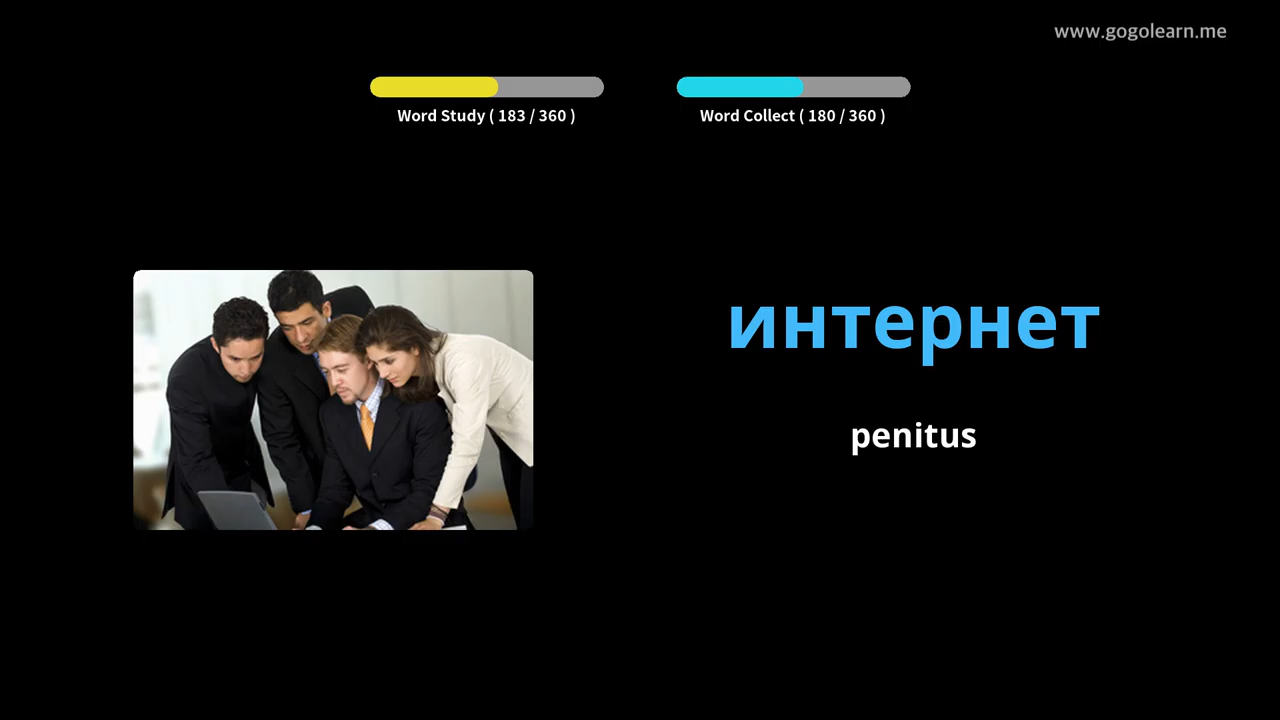 www.gogolearn.me
Word Study ( 183 / 360 )
Word Collect ( 180 / 360 )
интернет
penitus